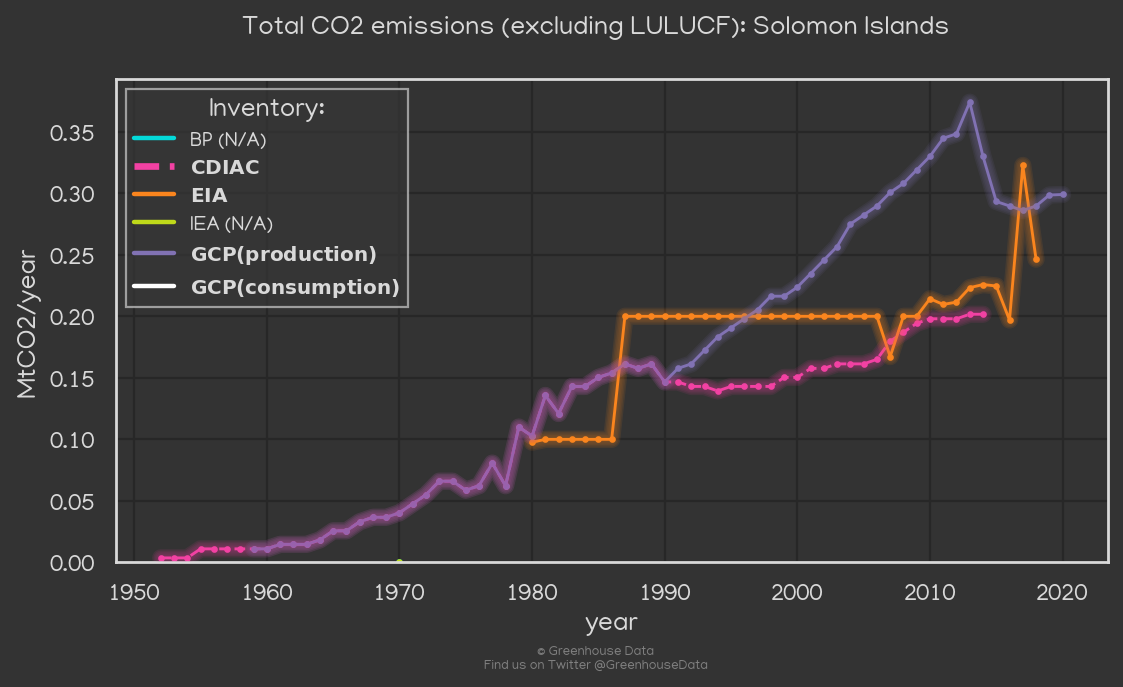 Total CO2 emissions (excluding LULUCF): Solomon Islands
Inventory:
BP (N/A)
CDIAC
EIA
IEA (N/A)
GCP(production)
GCP(consumption)
MtCO2/year
0.35
0.30
0.25
0.20
0.15
0.10
0.05
0.00
1950 1960 1970 1980 1990 2000 2010 2020
year
© Greenhouse Data
Find us on Twitter @GreenhouseData